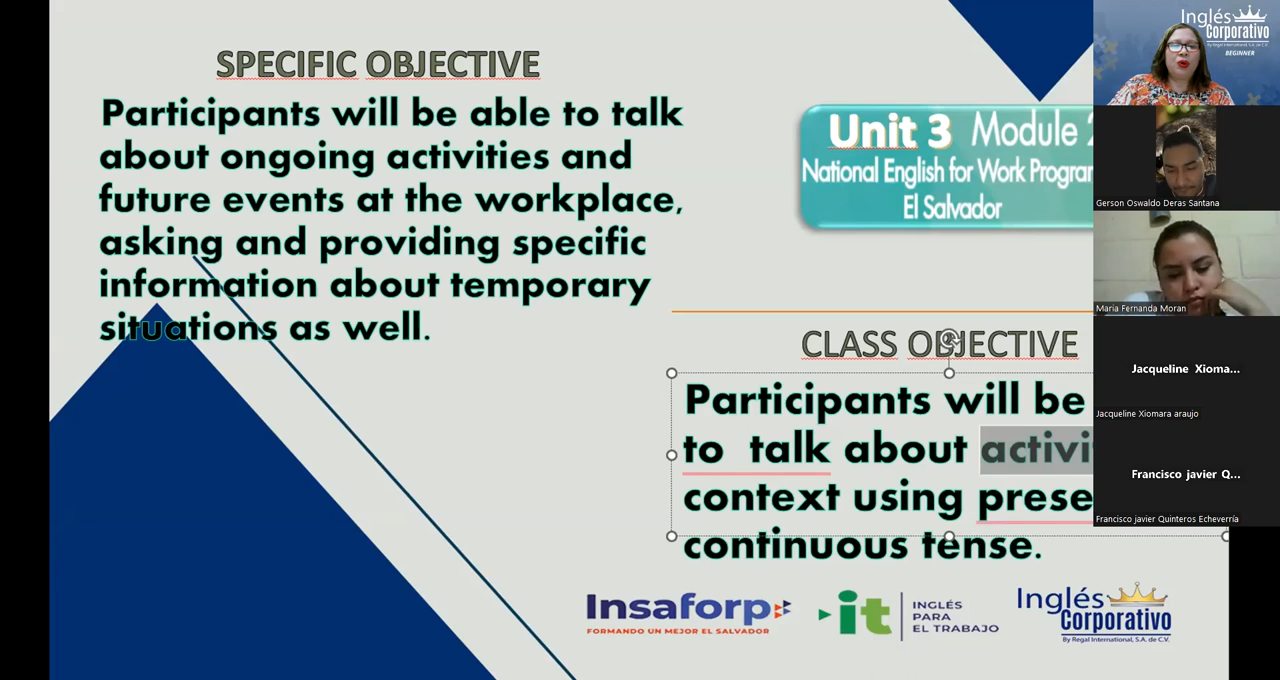 SPECIFIC OBJECTIVE
Participants will be able to talk
about ongoing activities and
future events at the workplace,
asking and providing specific
information about temporary
situations as well.
Unit 3 Module 2
National English for Work
El Salvador
CLASS OBJECTIVE
Participants will be
to talk about
context using
continuous tense.
Insaforp
FORMANDO UN MEJOR EL SALVADOR
it
INGLÉS
PARA
EL TRABAJO
Inglés
Corporativo
By Regal International, S.A. de C.V.
Inglés
Corporativo
By Regal International, S.A. de C.V.
BEGINNER
Gerson Oswaldo Deras Santana
Maria Fernanda Moran
Jacqueline Xioma...
Jacqueline Xiomara araujo
Francisco javier Q...
Francisco javier Quinteros Echeverría